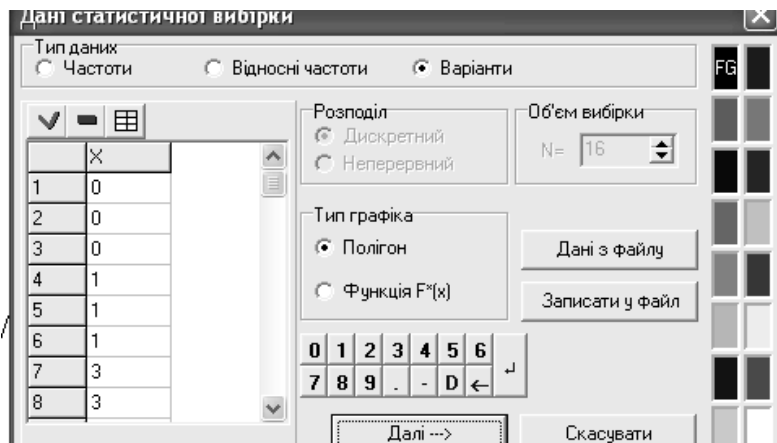 Дані статистичної вибірки
Тип даних
Частоти Відносні частоти Варіанти
FG
X
1 0
2 0
3 0
4 1
5 1
6 1
7 3
8 3
Розподіл
Дискретний
Неперервний
Об'єм вибірки
N= 16
Тип графіка
Полігон
Функція F*(x)
Дані з файлу
Записати у файл
0 1 2 3 4 5 6
7 8 9 . - D ← ↵
Далі --->
Скасувати